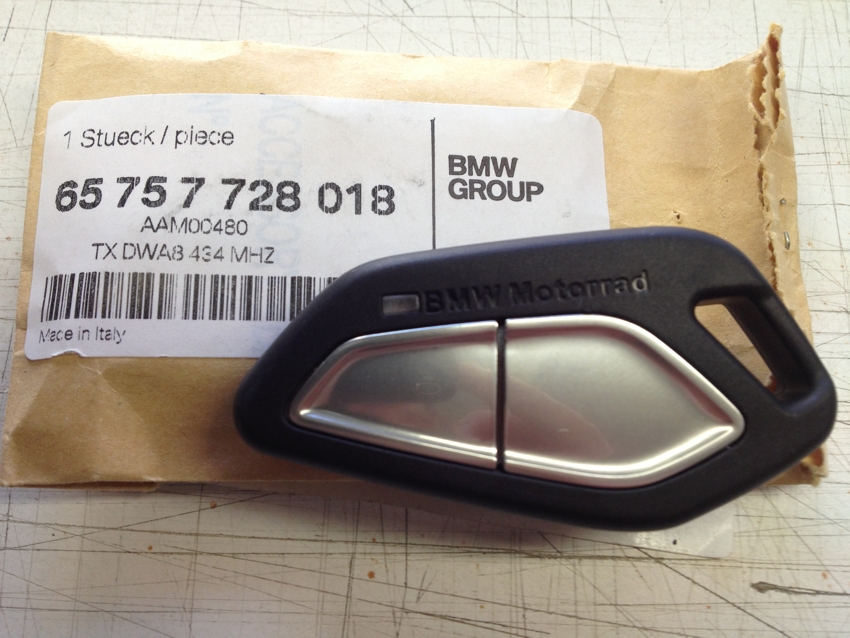 1 Stueck / piece
65 75 7 728 018
AAM00480
TX DWA8 434 MHZ
Made in Italy
BMW
GROUP
BMW Motorrad